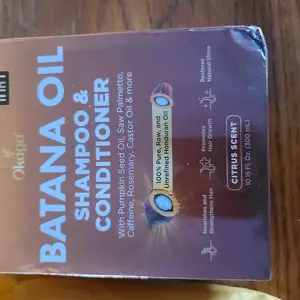 Okaya
BATANA OIL
SHAMPOO &
CONDITIONER
With Pumpkin Seed Oil, Saw Palmetto,
Caffeine, Rosemary, Castor Oil & more
100% Pure, Raw, and
Unrefined Honduran Oil
Nourishes and
Strengthens Hair
Promotes
Hair Growth
Restores
Natural Shine
CITRUS SCENT
10.15 FL Oz (300 mL)